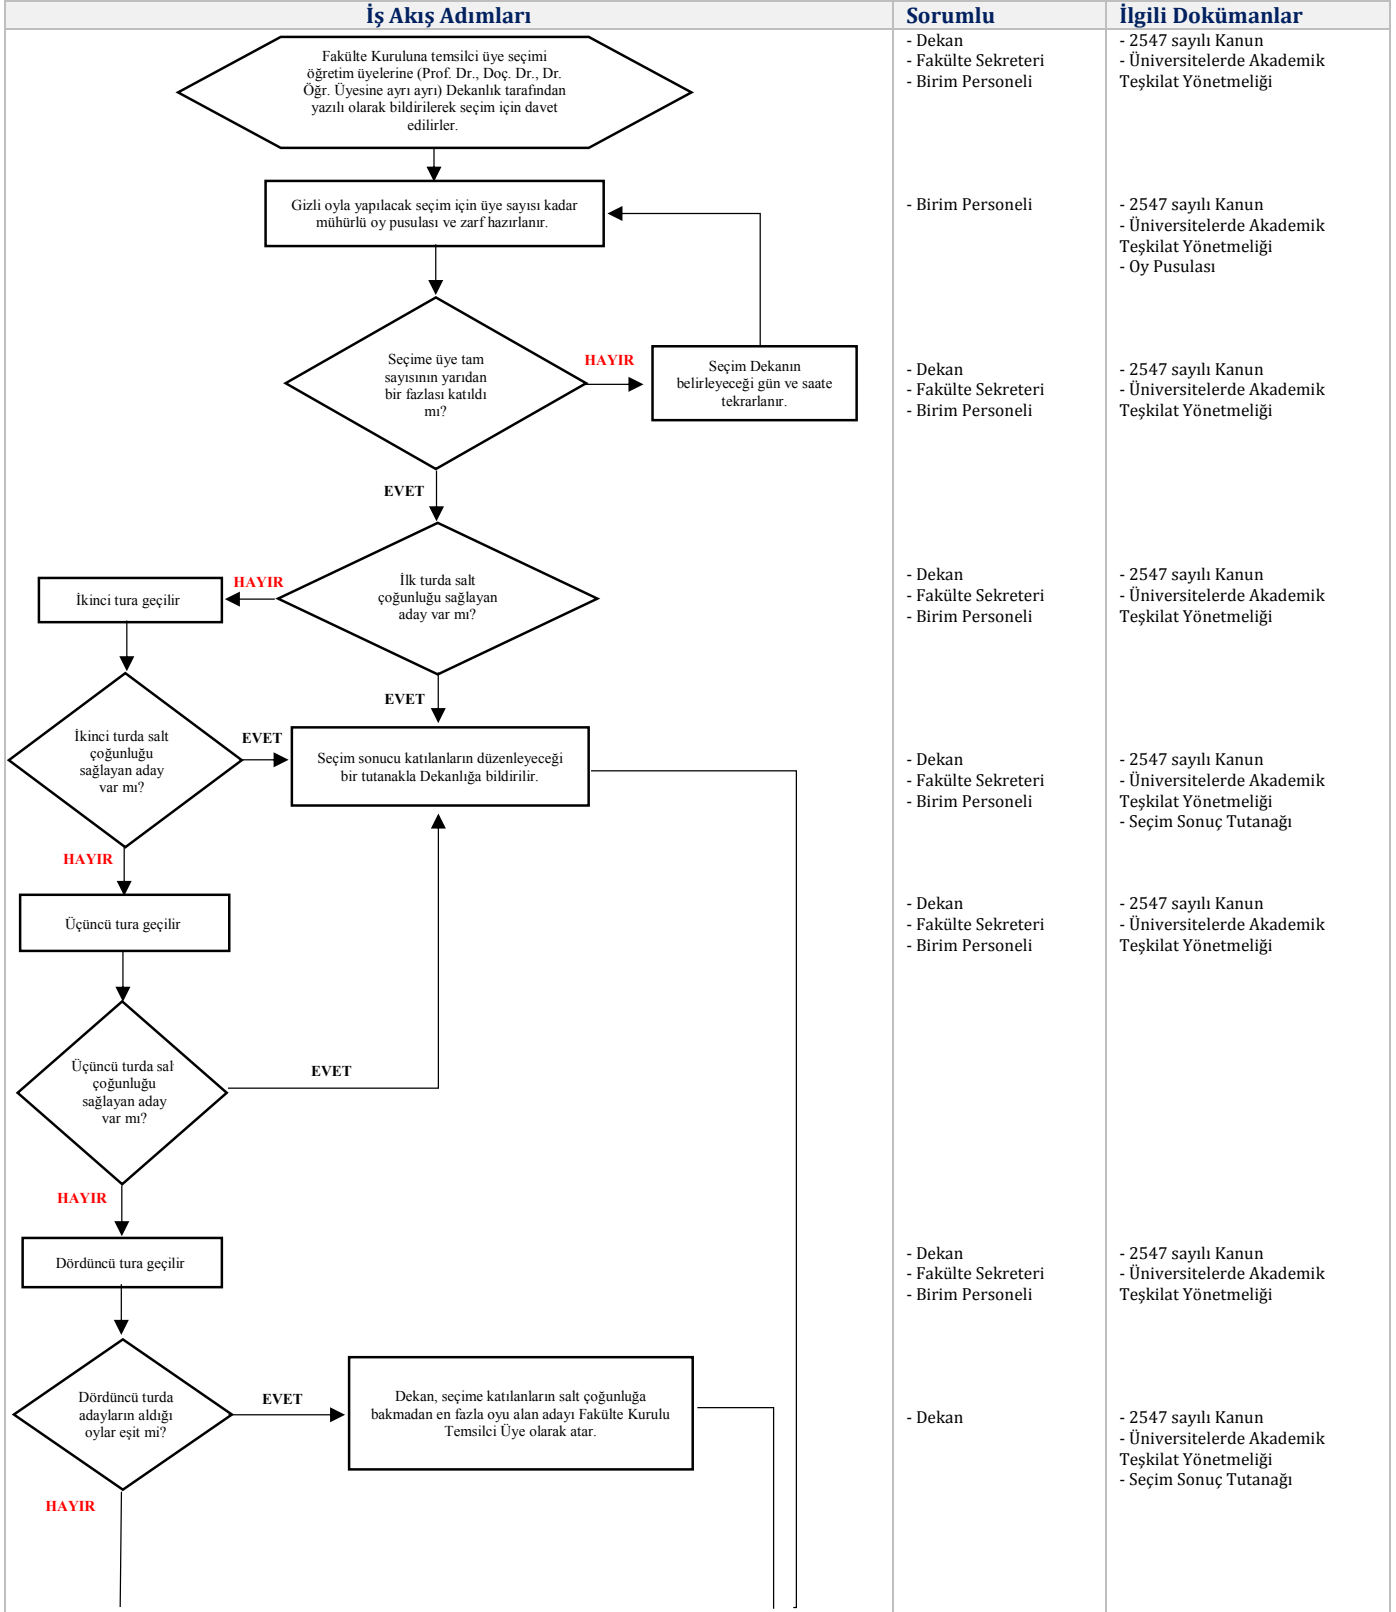 İş Akış Adımları
Sorumlu
İlgili Dokümanlar
Fakülte Kuruluna temsilci üye seçimi
öğretim üyelerine (Prof. Dr., Doç. Dr., Dr.
Öğr. Üyesine ayrı ayrı) Dekanlık tarafından
yazılı olarak bildirilerek seçim için davet
edilirler.
- Dekan
- Fakülte Sekreteri
- Birim Personeli
- 2547 sayılı Kanun
- Üniversitelerde Akademik
Teşkilat Yönetmeliği
Gizli oyla yapılacak seçim için üye sayısı kadar
mühürlü oy pusulası ve zarf hazırlanır.
- Birim Personeli
- 2547 sayılı Kanun
- Üniversitelerde Akademik
Teşkilat Yönetmeliği
- Oy Pusulası
Seçime üye tam
sayısının yarıdan
bir fazlası katıldı
mı?
HAYIR
Seçim Dekanın
belirleyeceği gün ve saate
tekrarlanır.
- Dekan
- Fakülte Sekreteri
- Birim Personeli
- 2547 sayılı Kanun
- Üniversitelerde Akademik
Teşkilat Yönetmeliği
EVET
İlk turda salt
çoğunluğu sağlayan
aday var mı?
HAYIR
İkinci tura geçilir
- Dekan
- Fakülte Sekreteri
- Birim Personeli
- 2547 sayılı Kanun
- Üniversitelerde Akademik
Teşkilat Yönetmeliği
EVET
İkinci turda salt
çoğunluğu
sağlayan aday
var mı?
EVET
Seçim sonucu katılanların düzenleyeceği
bir tutanakla Dekanlığa bildirilir.
- Dekan
- Fakülte Sekreteri
- Birim Personeli
- 2547 sayılı Kanun
- Üniversitelerde Akademik
Teşkilat Yönetmeliği
- Seçim Sonuç Tutanağı
HAYIR
Üçüncü tura geçilir
- Dekan
- Fakülte Sekreteri
- Birim Personeli
- 2547 sayılı Kanun
- Üniversitelerde Akademik
Teşkilat Yönetmeliği
Üçüncü turda sal
çoğunluğu
sağlayan aday
var mı?
EVET
HAYIR
Dördüncü tura geçilir
- Dekan
- Fakülte Sekreteri
- Birim Personeli
- 2547 sayılı Kanun
- Üniversitelerde Akademik
Teşkilat Yönetmeliği
Dördüncü turda
adayların aldığı
oylar eşit mi?
EVET
Dekan, seçime katılanların salt çoğunluğa
bakmadan en fazla oyu alan adayı Fakülte Kurulu
Temsilci Üye olarak atar.
- Dekan
- 2547 sayılı Kanun
- Üniversitelerde Akademik
Teşkilat Yönetmeliği
- Seçim Sonuç Tutanağı
HAYIR